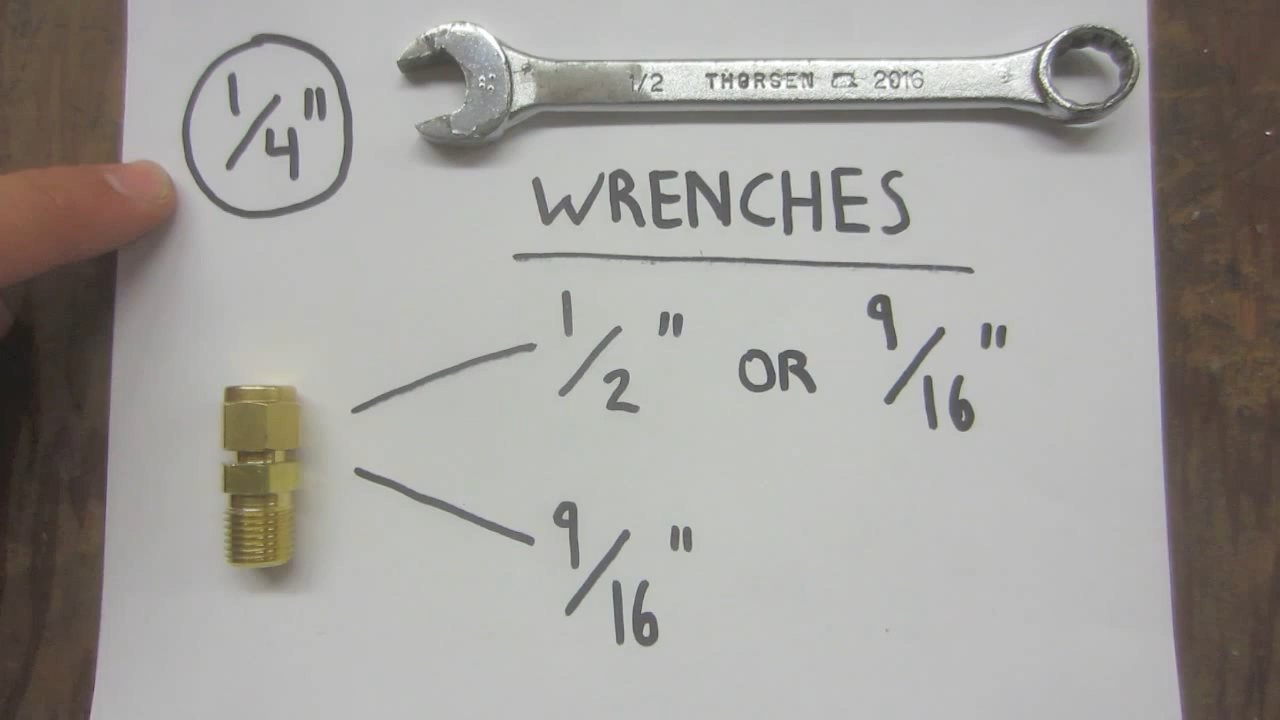 1/4"
1/2 THORSEN 2016
WRENCHES
1/2" OR 9/16"
9/16"